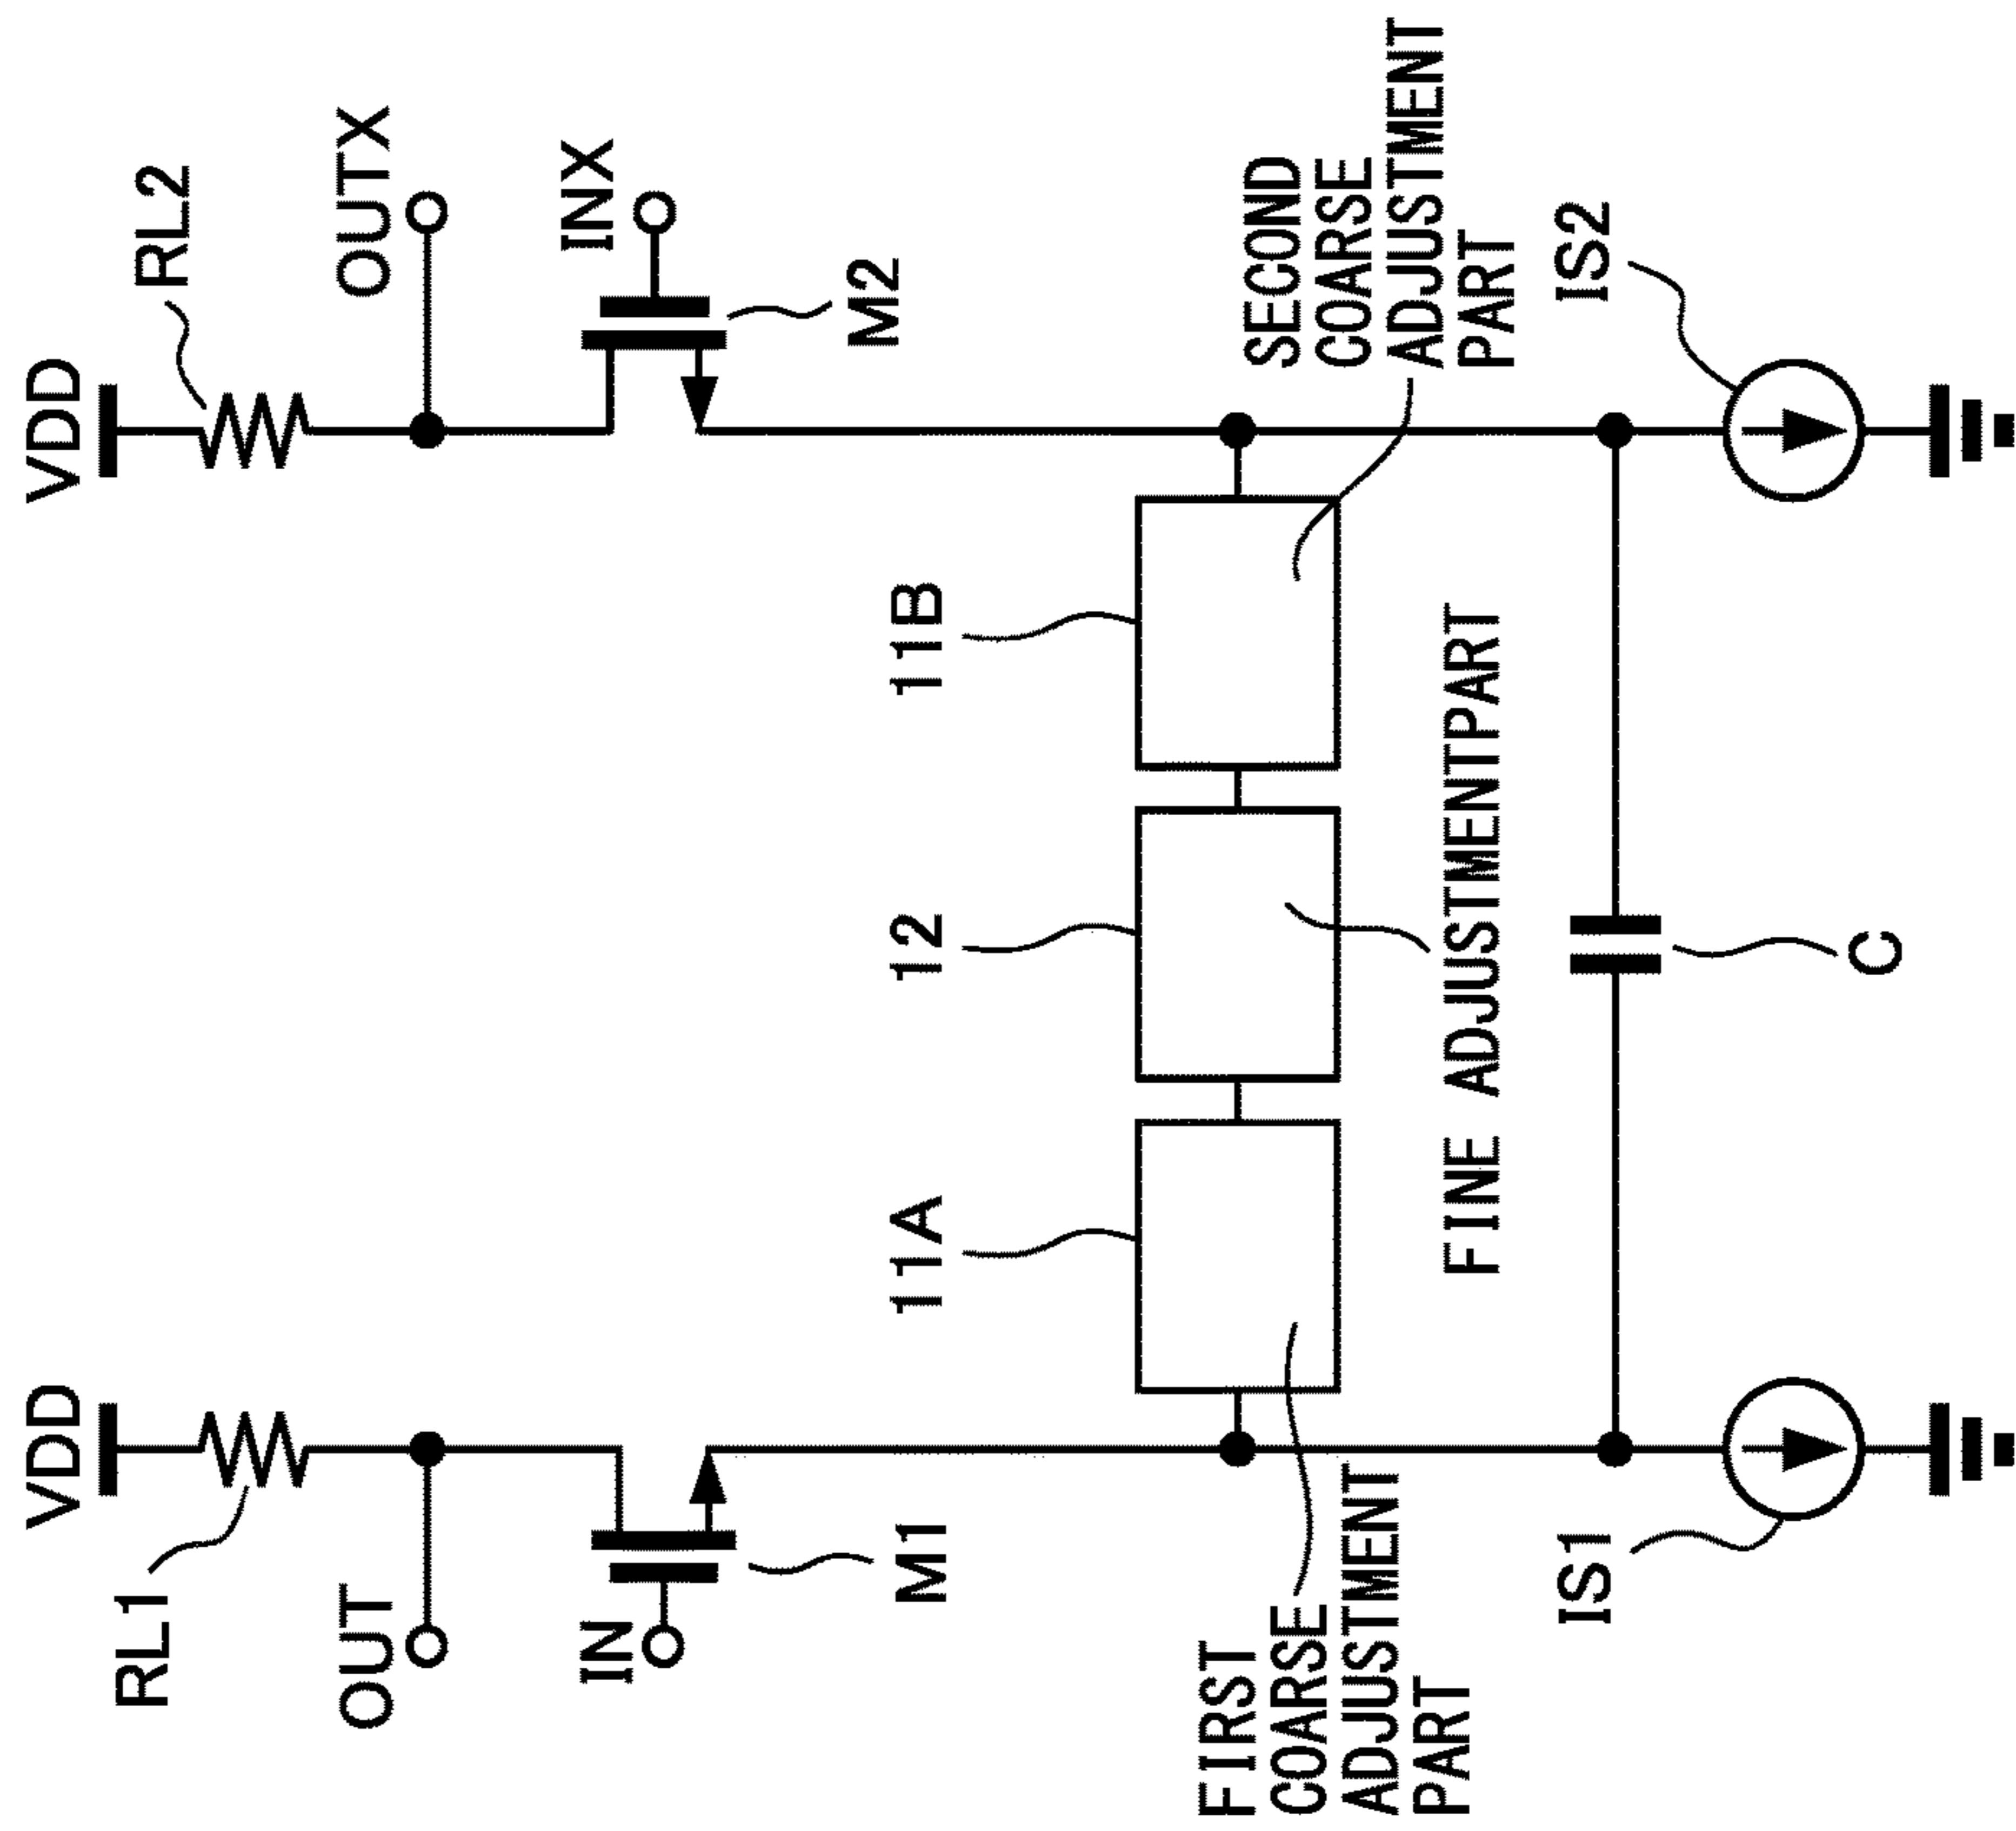 VDD
VDD
RL1
RL2
OUT
OUTX
IN
INX
M1
M2
11A
12
11B
FIRST
COARSE
ADJUSTMENT
PART
FINE ADJUSTMENTPART
SECOND
COARSE
ADJUSTMENT
PART
IS1
IS2
C